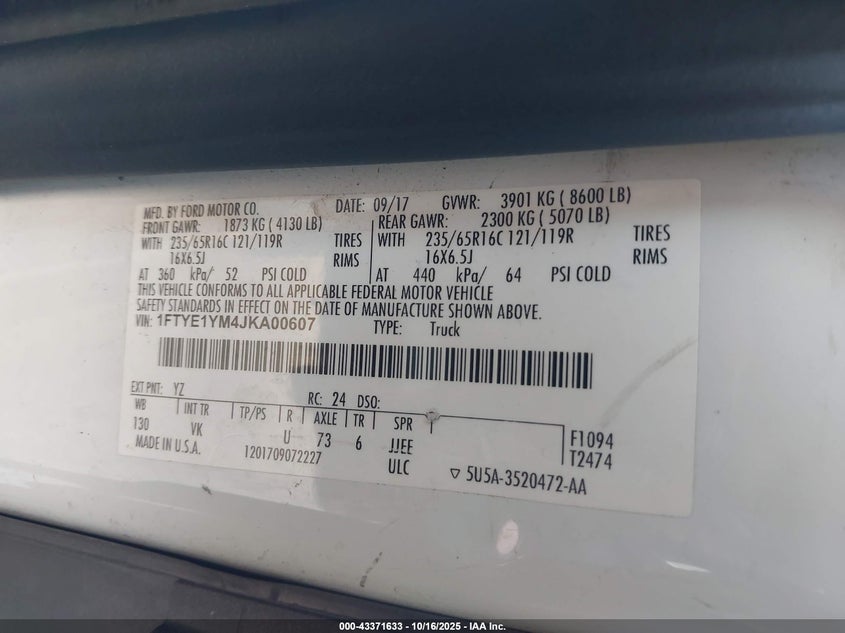 MFD. BY FORD MOTOR CO. DATE: 09/17 GVWR: 3901 KG ( 8600 LB)
FRONT GAWR: 1873 KG ( 4130 LB) REAR GAWR: 2300 KG ( 5070 LB)
WITH 235/65R16C 121/119R TIRES WITH 235/65R16C 121/119R TIRES
16X6.5J RIMS 16X6.5J RIMS
AT 360 kPa/ 52 PSI COLD AT 440 kPa/ 64 PSI COLD
THIS VEHICLE CONFORMS TO ALL APPLICABLE FEDERAL MOTOR VEHICLE
SAFETY STANDARDS IN EFFECT ON THE DATE OF MANUFACTURE SHOWN ABOVE.
VIN: 1FTYE1YM4JKA00607 TYPE: Truck
EXT PNT: YZ RC: 24 DSO:
WB INT TR TP/PS R AXLE TR SPR
130 VK U 73 6 JJEE F1094
MADE IN U.S.A. 1201709072227 ULC T2474
5U5A-3520472-AA
000-43371633 - 10/16/2025 - IAA Inc.